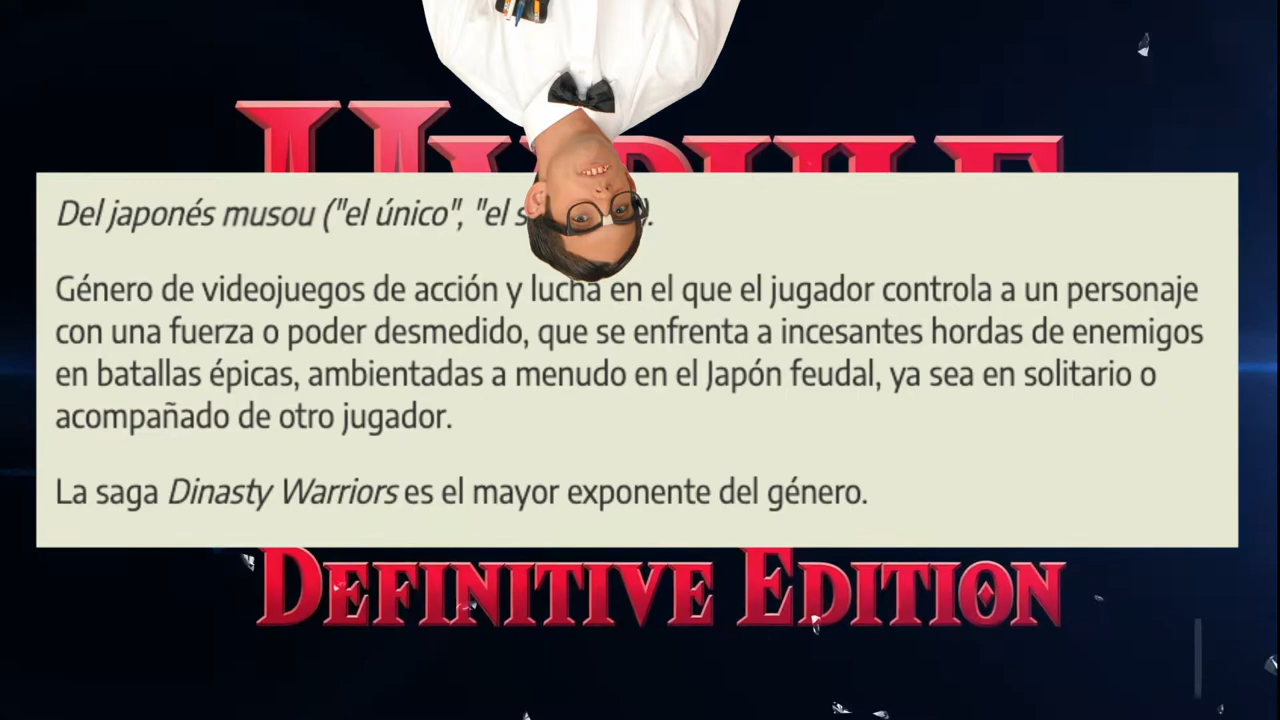 HYRULE
Del japonés musou ("el único", "el
Género de videojuegos de acción y lucha en el que el jugador controla a un personaje
con una fuerza o poder desmedido, que se enfrenta a incesantes hordas de enemigos
en batallas épicas, ambientadas a menudo en el Japón feudal, ya sea en solitario o
acompañado de otro jugador.
La saga Dinasty Warriors es el mayor exponente del género.
DEFINITIVE EDITION